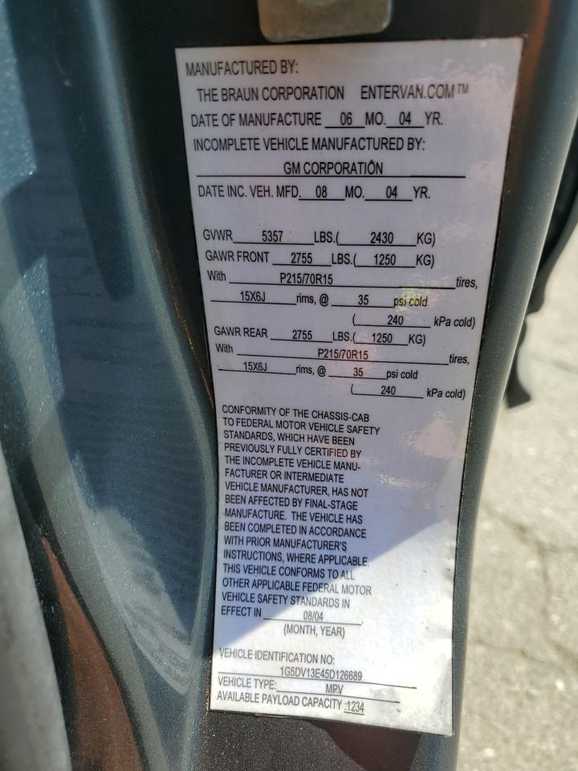 MANUFACTURED BY:
THE BRAUN CORPORATION ENTERVAN.COM™
DATE OF MANUFACTURE 06 MO. 04 YR.
INCOMPLETE VEHICLE MANUFACTURED BY:
GM CORPORATION
DATE INC. VEH. MFD. 08 MO. 04 YR.
GVWR 5357 LBS.( 2430 KG)
GAWR FRONT 2755 LBS.( 1250 KG)
With P215/70R15 tires,
15X6J rims, @ 35 psi cold
( 240 kPa cold)
GAWR REAR 2755 LBS.( 1250 KG)
With P215/70R15 tires,
15X6J rims, @ 35 psi cold
( 240 kPa cold)
CONFORMITY OF THE CHASSIS-CAB
TO FEDERAL MOTOR VEHICLE SAFETY
STANDARDS, WHICH HAVE BEEN
PREVIOUSLY FULLY CERTIFIED BY
THE INCOMPLETE VEHICLE MANU-
FACTURER OR INTERMEDIATE
VEHICLE MANUFACTURER, HAS NOT
BEEN AFFECTED BY FINAL-STAGE
MANUFACTURE. THE VEHICLE HAS
BEEN COMPLETED IN ACCORDANCE
WITH PRIOR MANUFACTURER'S
INSTRUCTIONS, WHERE APPLICABLE
THIS VEHICLE CONFORMS TO ALL
OTHER APPLICABLE FEDERAL MOTOR
VEHICLE SAFETY STANDARDS IN
EFFECT IN 08/04
(MONTH, YEAR)
VEHICLE IDENTIFICATION NO:
1G5DV13E45D126689
VEHICLE TYPE: MPV
AVAILABLE PAYLOAD CAPACITY :1234